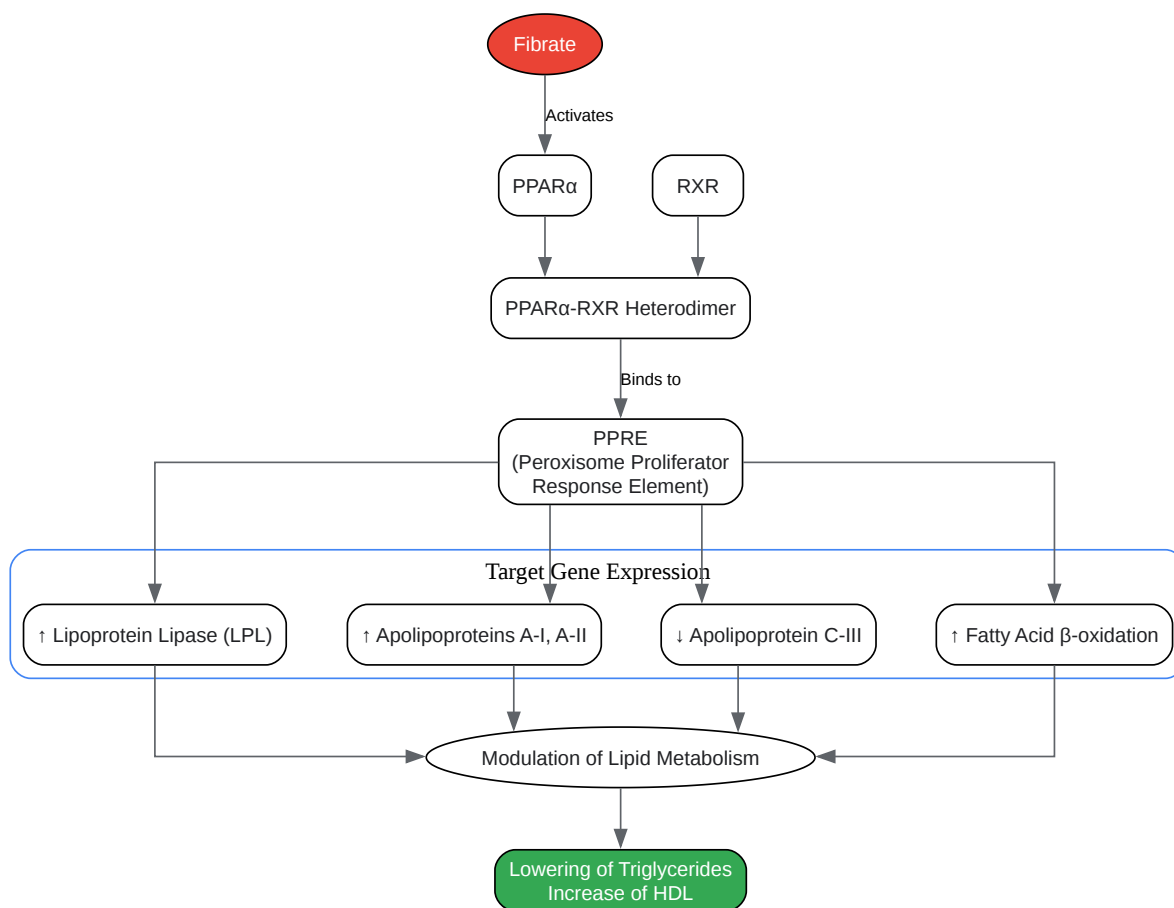 Fibrate
Activates
PPARα
RXR
PPARα-RXR Heterodimer
Binds to
PPRE
(Peroxisome Proliferator
Response Element)
Target Gene Expression
↑ Lipoprotein Lipase (LPL)
↑ Apolipoproteins A-I, A-II
↓ Apolipoprotein C-III
↑ Fatty Acid β-oxidation
Modulation of Lipid Metabolism
Lowering of Triglycerides
Increase of HDL